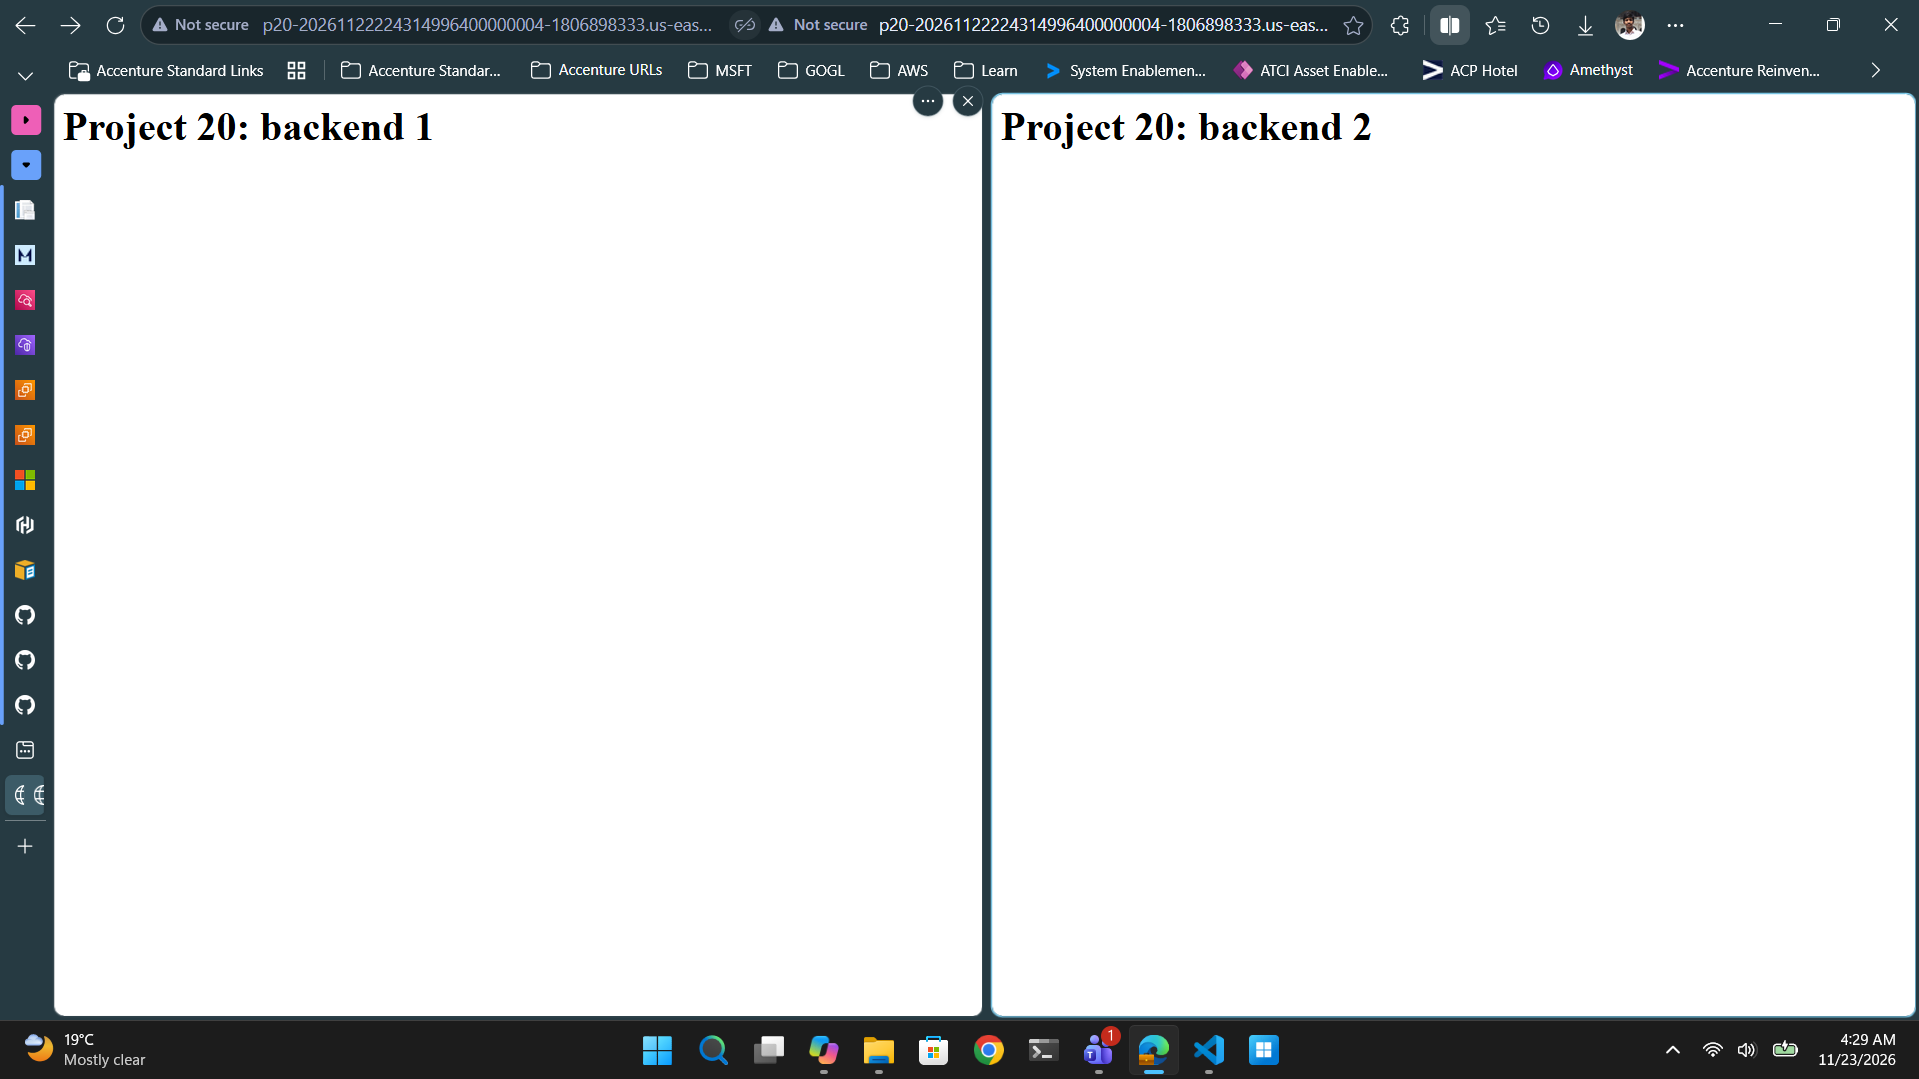 Not secure p20-20261122224314996400000004-1806898333.us-eas... Not secure p20-20261122224314996400000004-1806898333.us-eas...
Accenture Standard Links Accenture Standar... Accenture URLs MSFT GOGL AWS Learn System Enablemen... ATCI Asset Enable... ACP Hotel Amethyst Accenture Reinven...
Project 20: backend 1
Project 20: backend 2
19°C
Mostly clear
1
4:29 AM
11/23/2026